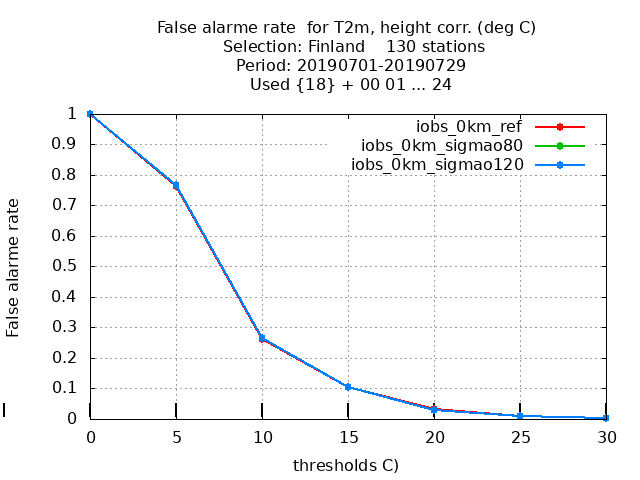 False alarme rate  for T2m, height corr. (deg C)
Selection: Finland    130 stations
Period: 20190701-20190729
Used {18} + 00 01 ... 24
iobs_0km_ref
iobs_0km_sigmao80
iobs_0km_sigmao120
False alarme rate
1
0.9
0.8
0.7
0.6
0.5
0.4
0.3
0.2
0.1
0
0 5 10 15 20 25 30
thresholds C)